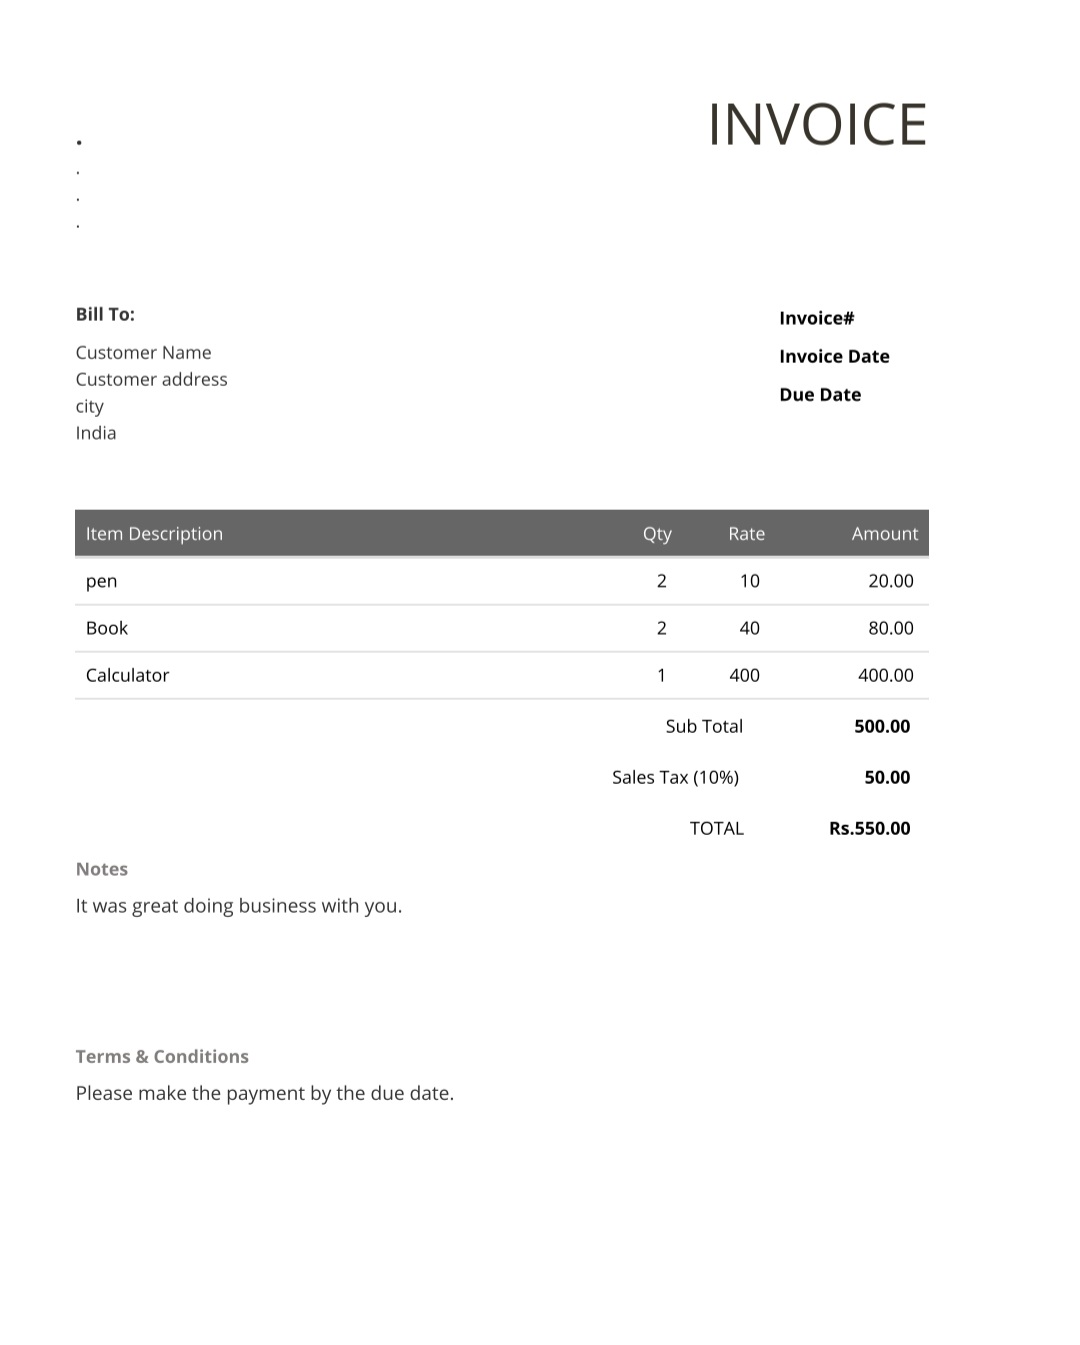 INVOICE
.
.
.
.
Bill To:
Customer Name
Customer address
city
India
Invoice#
Invoice Date
Due Date
Item Description Qty Rate Amount
pen 2 10 20.00
Book 2 40 80.00
Calculator 1 400 400.00
Sub Total 500.00
Sales Tax (10%) 50.00
TOTAL Rs.550.00
Notes
It was great doing business with you.
Terms & Conditions
Please make the payment by the due date.